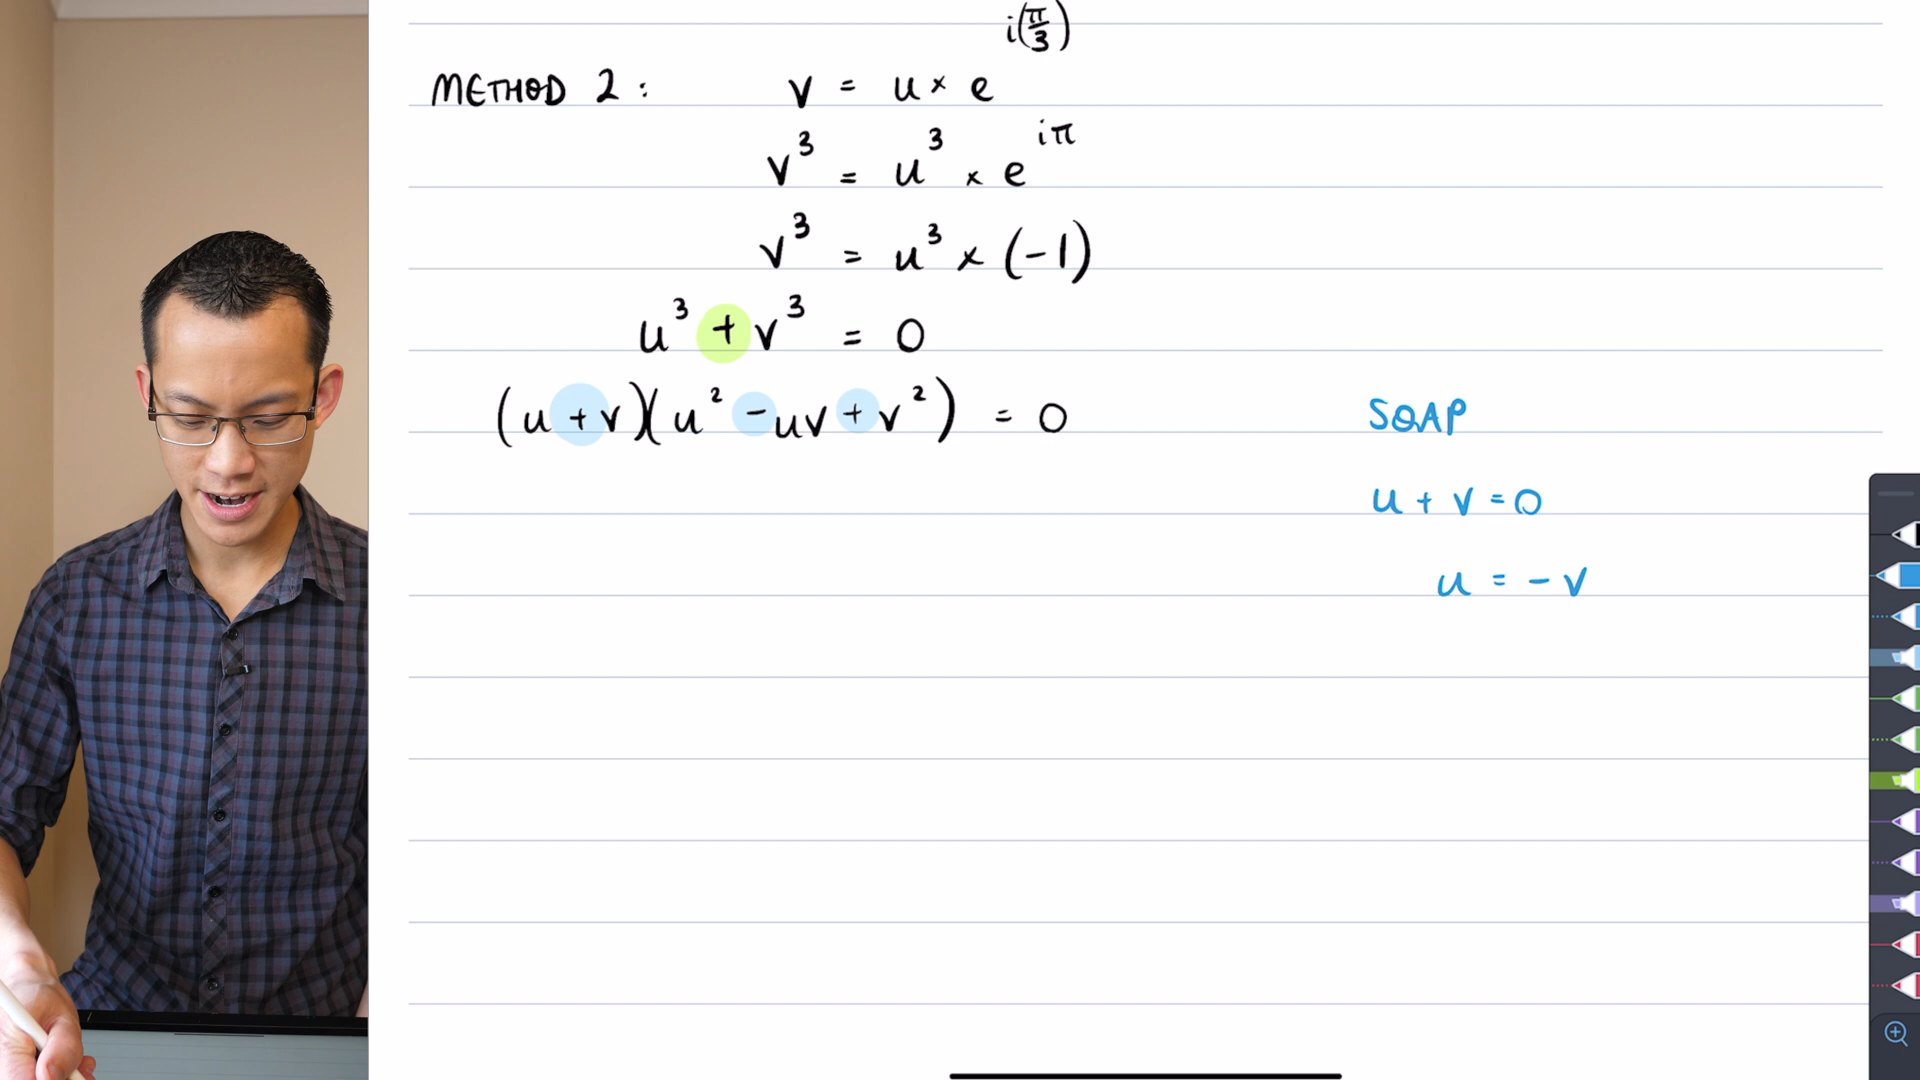 METHOD 2 : v = u × e^{i(π/3)}
v³ = u³ × e^{iπ}
v³ = u³ × (-1)
u³ + v³ = 0
(u + v)(u² - uv + v²) = 0
SOAP
u + v = 0
u = - v